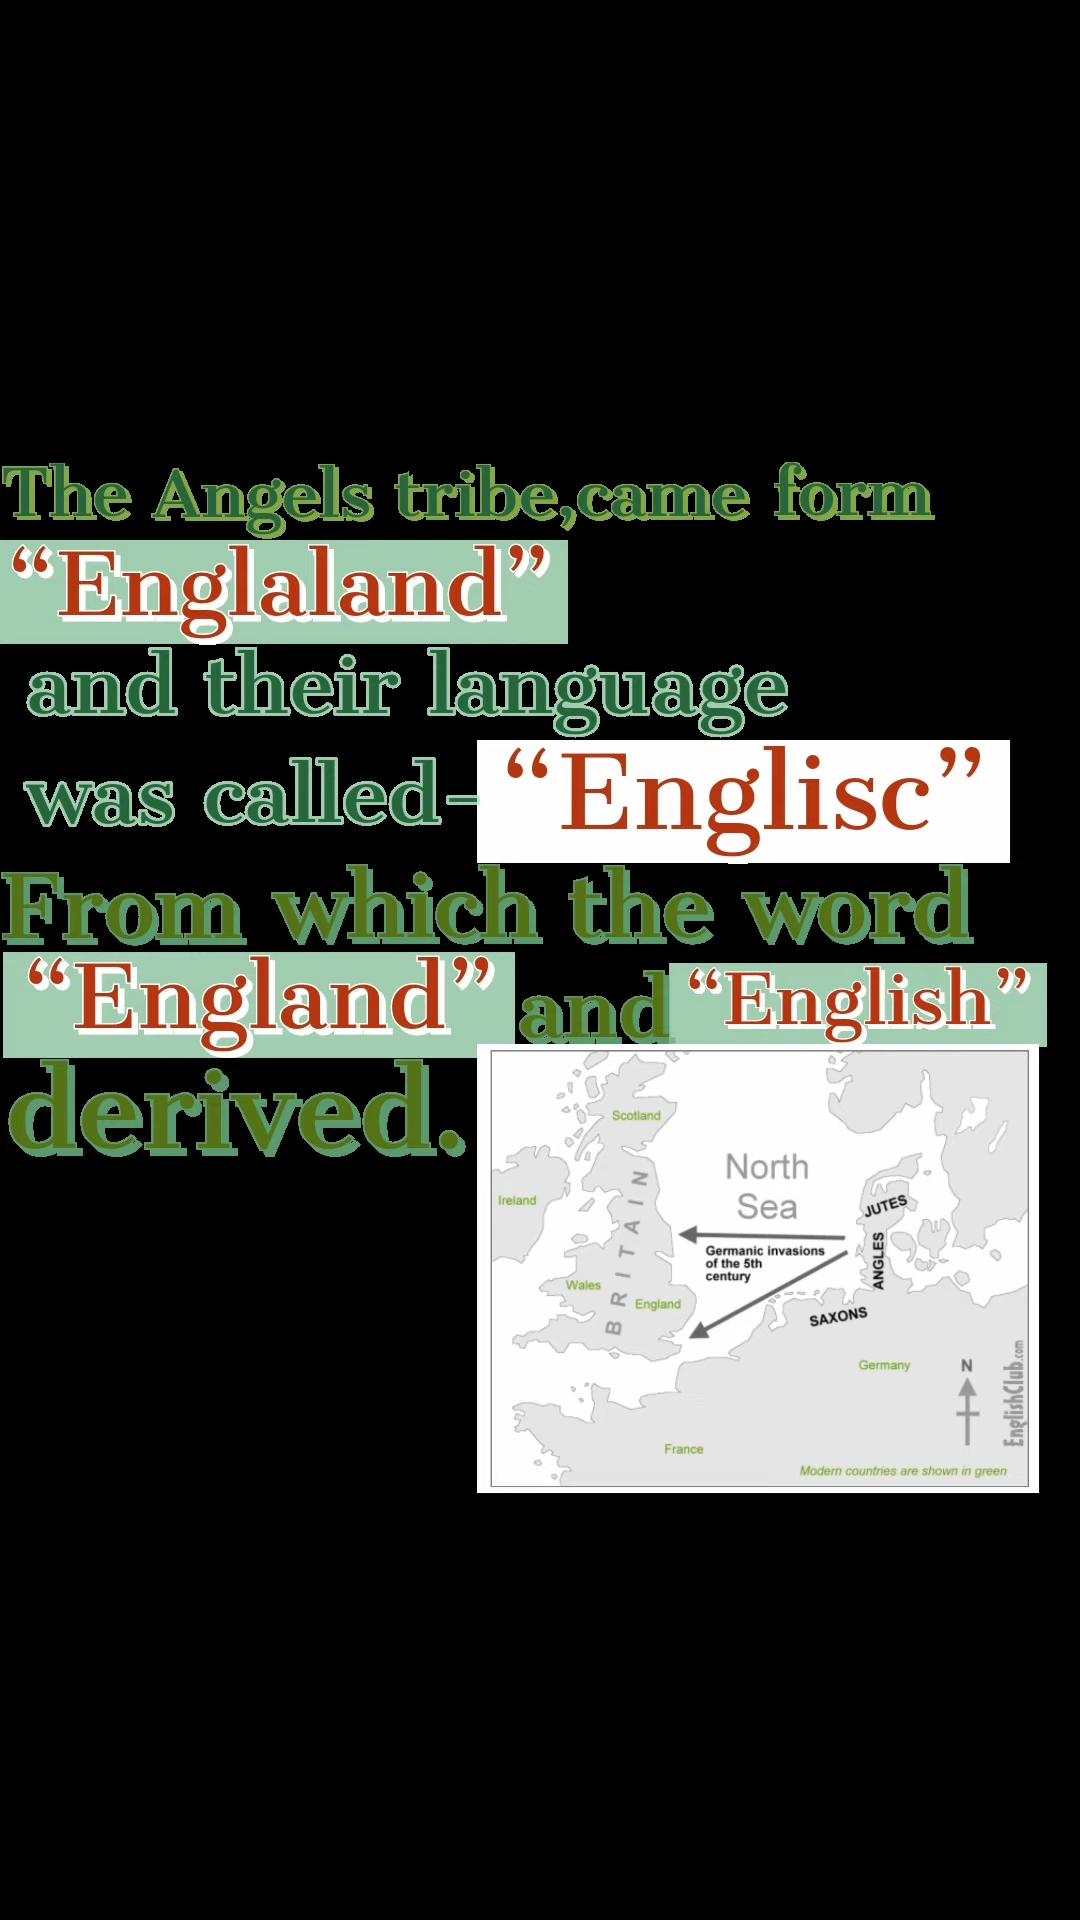 The Angels tribe,came form
“Englaland”
and their language
was called- “Englisc”
From which the word
“England” and “English”
derived.
Scotland
North
Sea
Ireland
BRITAIN
JUTES
ANGLES
Germanic invasions
of the 5th
century
Wales
England
SAXONS
Germany
N
EnglishClub.com
France
Modern countries are shown in green